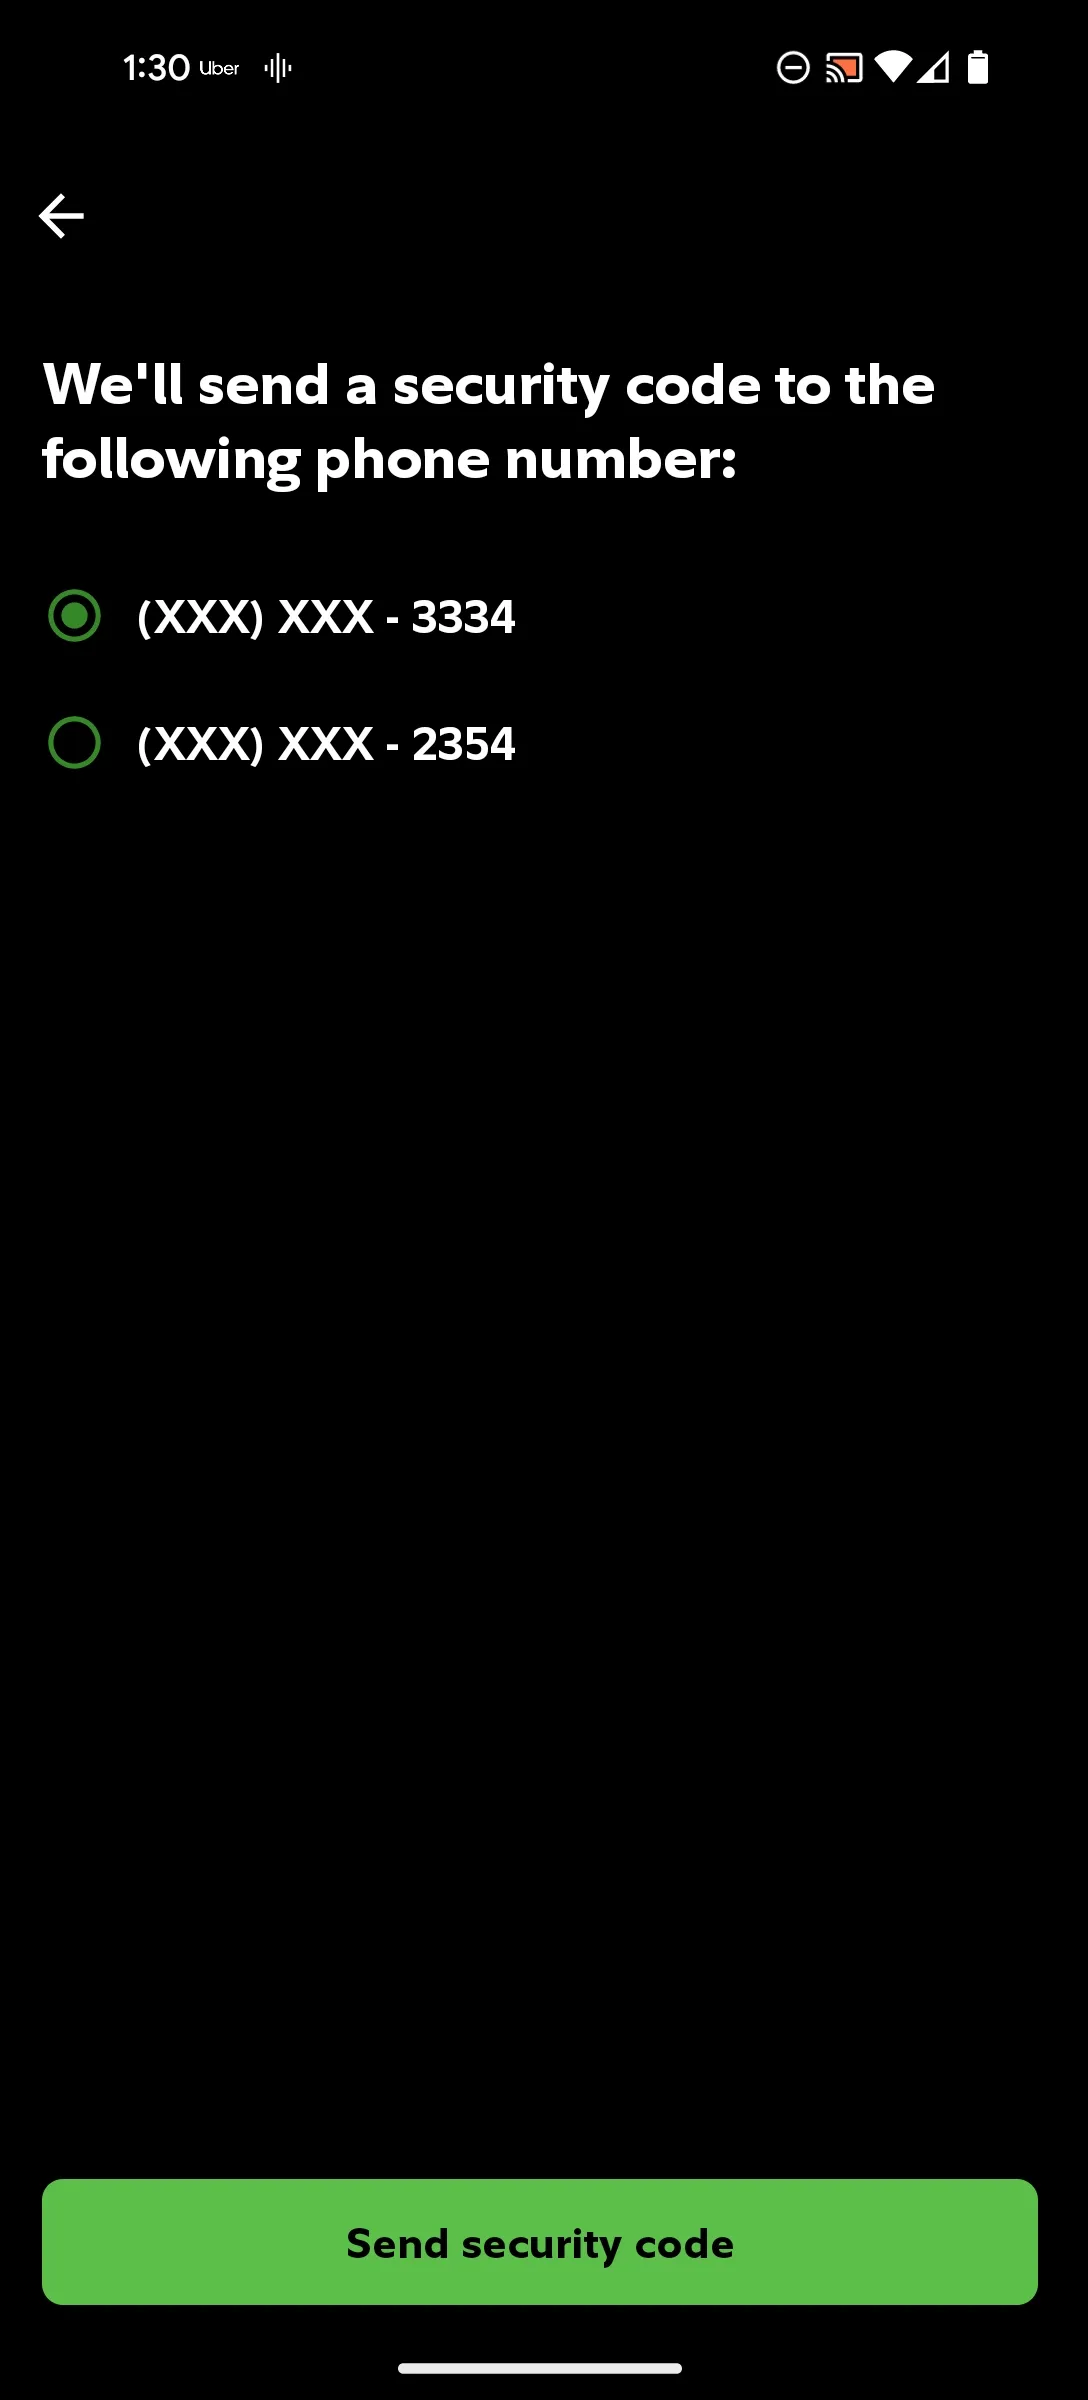 1:30 Uber
We'll send a security code to the
following phone number:
(XXX) XXX - 3334
(XXX) XXX - 2354
Send security code